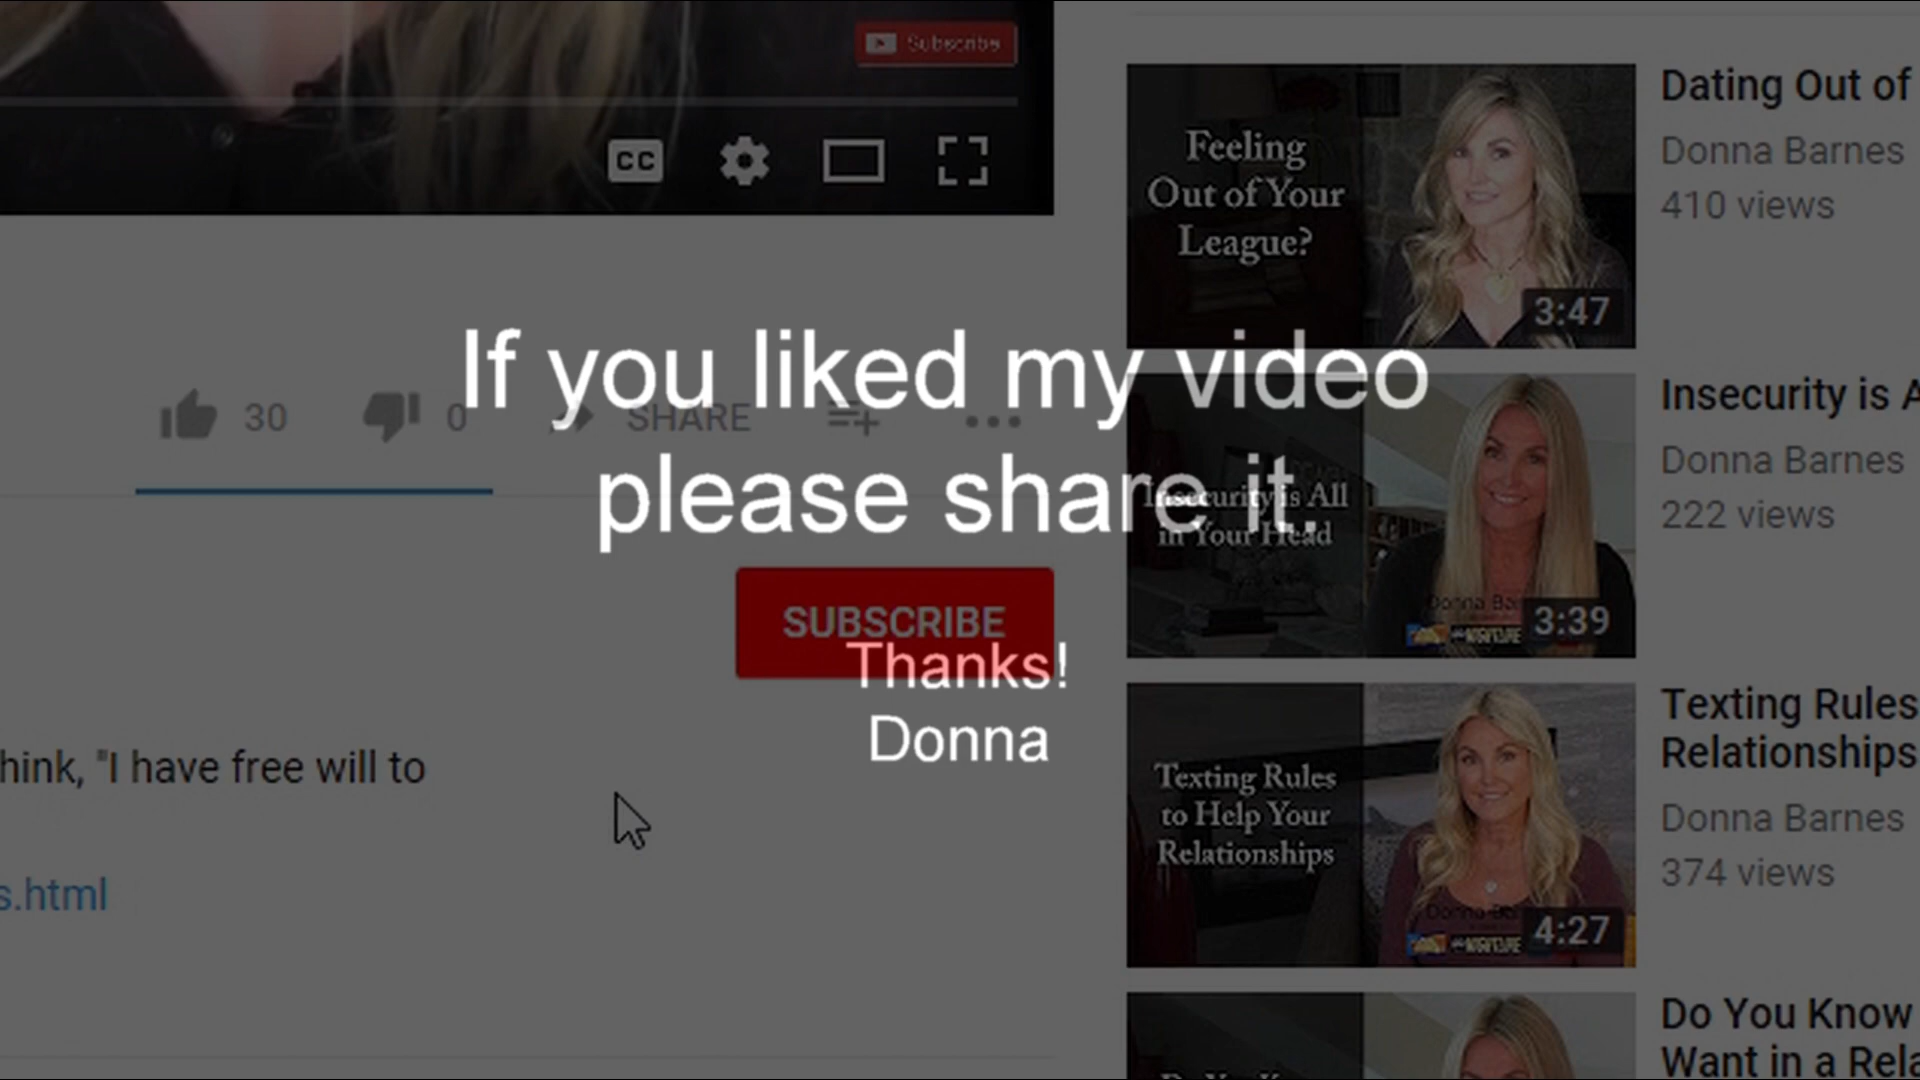 Subscribe
CC
If you liked my video
please share it.
Thanks!
Donna
30
0
SHARE
SUBSCRIBE
hink, "I have free will to
s.html
Feeling
Out of Your
League?
3:47
Dating Out of
Donna Barnes
410 views
Insecurity is All
in Your Head
3:39
Insecurity is A
Donna Barnes
222 views
Texting Rules
to Help Your
Relationships
4:27
Texting Rules
Relationships
Donna Barnes
374 views
Do You Know
Want in a Rela